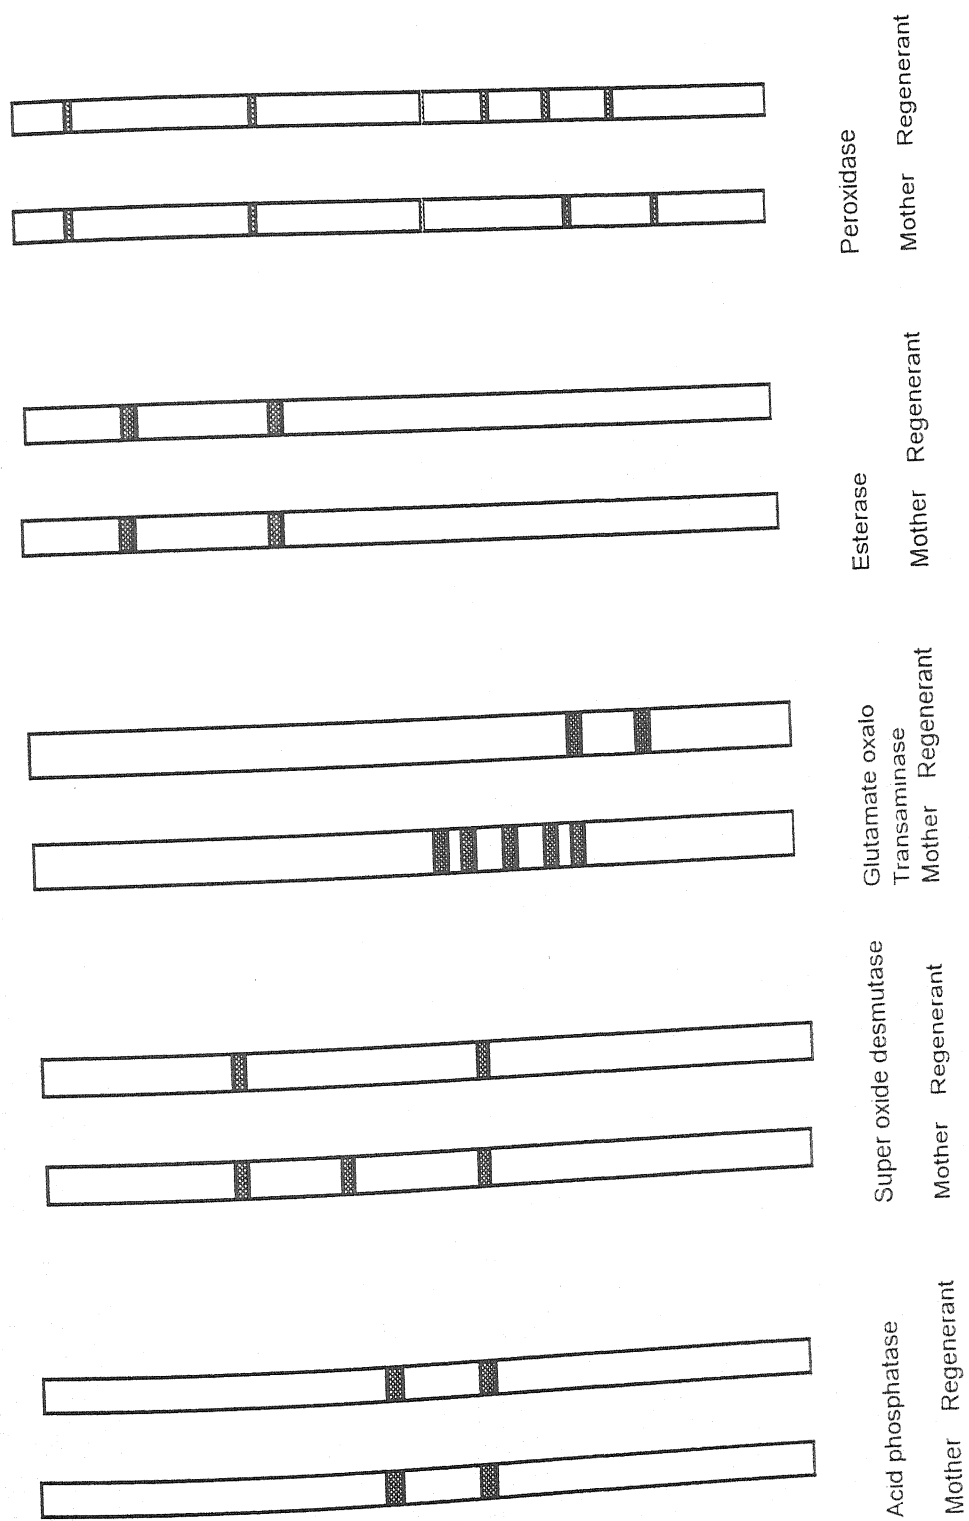 Acid phosphatase
Mother Regenerant
Super oxide desmutase
Mother Regenerant
Glutamate oxalo
Transaminase
Mother Regenerant
Esterase
Mother Regenerant
Peroxidase
Mother Regenerant